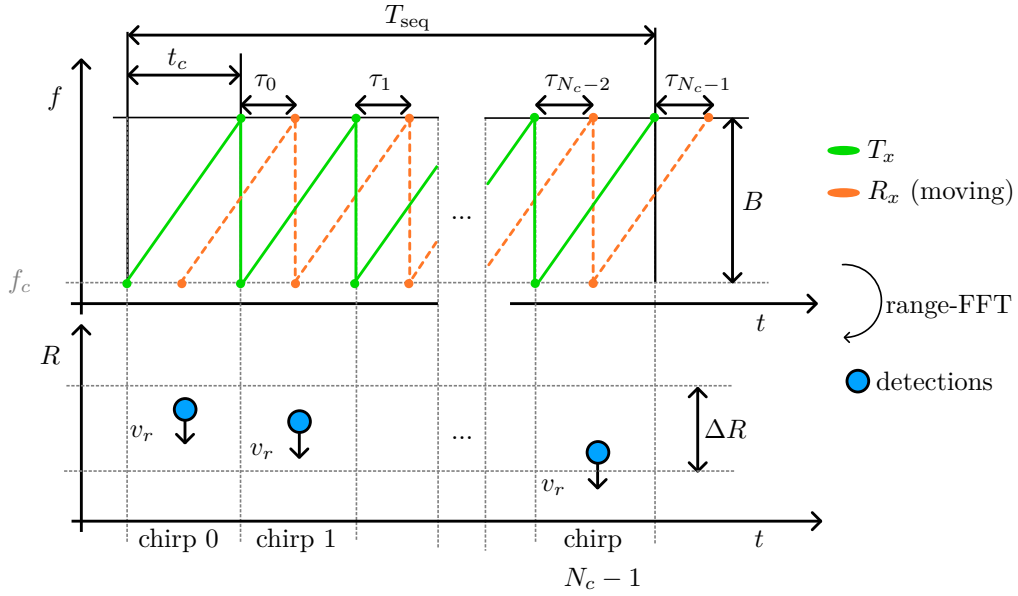 T_seq
t_c
τ_0
τ_1
τ_{N_c−2}
τ_{N_c−1}
f
T_x
R_x (moving)
B
...
f_c
t
range-FFT
R
detections
v_r
v_r
...
ΔR
v_r
chirp 0
chirp 1
chirp
t
N_c − 1